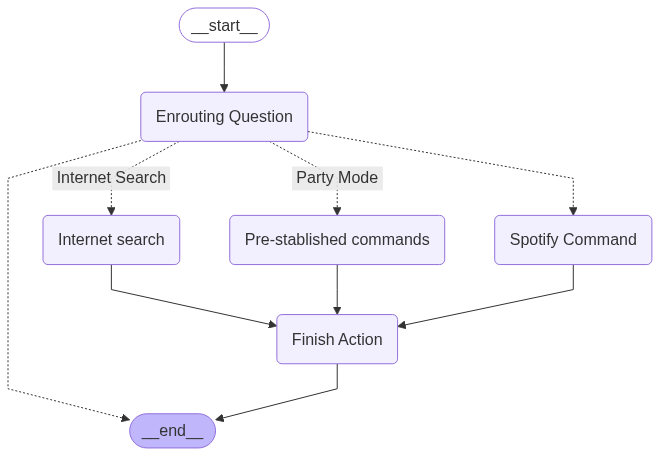 __start__
Enrouting Question
Internet Search
Party Mode
Internet search
Pre-stablished commands
Spotify Command
Finish Action
__end__